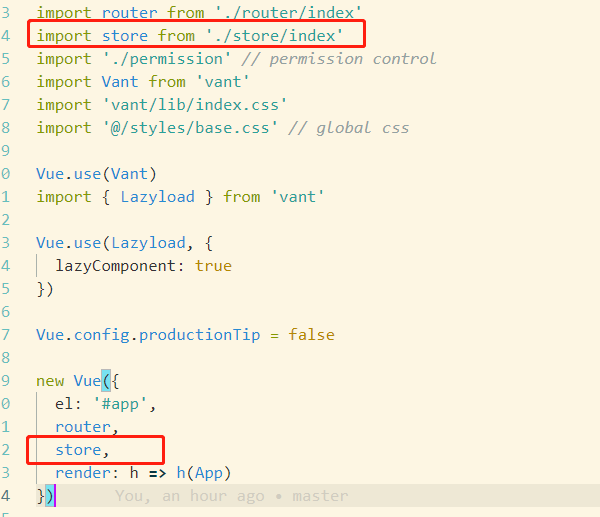 3 import router from './router/index'
4 import store from './store/index'
5 import './permission' // permission control
6 import Vant from 'vant'
7 import 'vant/lib/index.css'
8 import '@/styles/base.css' // global css
9
0 Vue.use(Vant)
1 import { Lazyload } from 'vant'
2
3 Vue.use(Lazyload, {
4   lazyComponent: true
5 })
6
7 Vue.config.productionTip = false
8
9 new Vue({
0   el: '#app',
1   router,
2   store,
3   render: h => h(App)
4 }) You, an hour ago • master